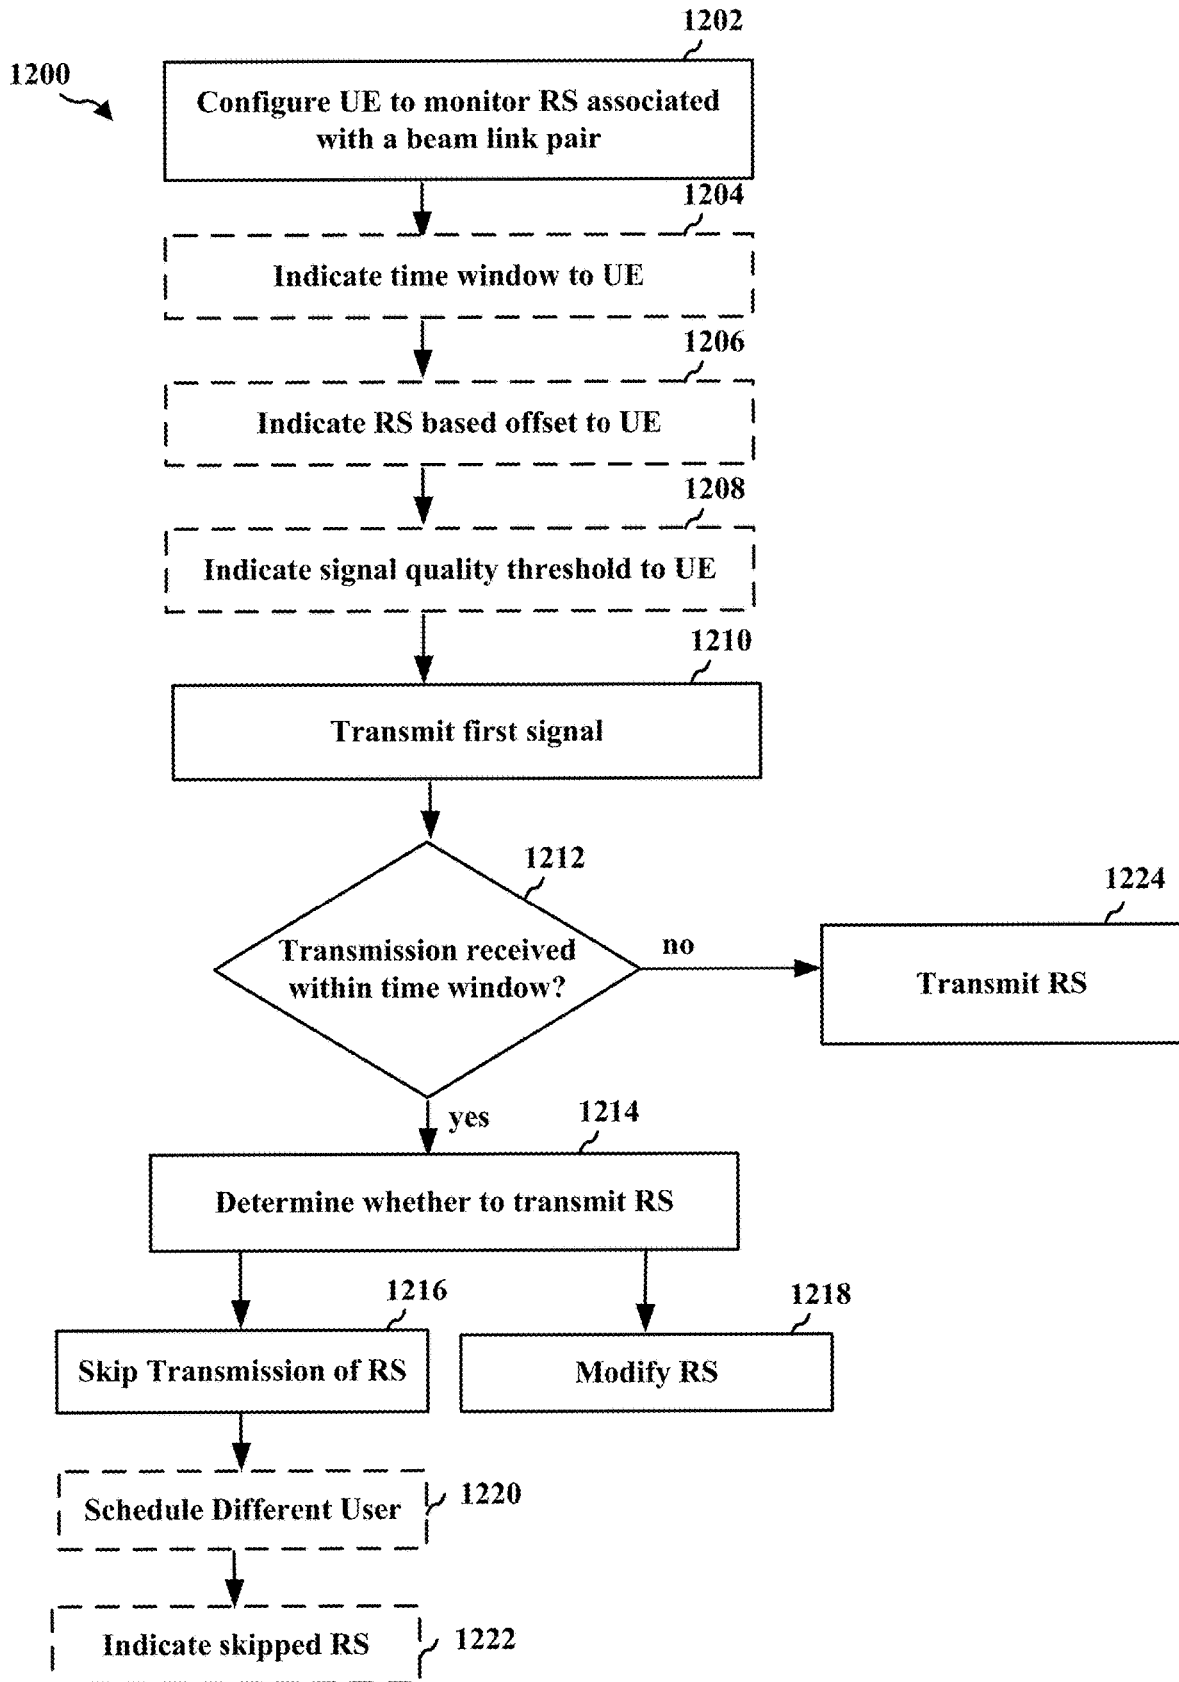 1200
1202
Configure UE to monitor RS associated
with a beam link pair
1204
Indicate time window to UE
1206
Indicate RS based offset to UE
1208
Indicate signal quality threshold to UE
1210
Transmit first signal
1212
Transmission received
within time window?
no
1224
Transmit RS
yes
1214
Determine whether to transmit RS
1216
Skip Transmission of RS
1218
Modify RS
Schedule Different User
1220
Indicate skipped RS
1222